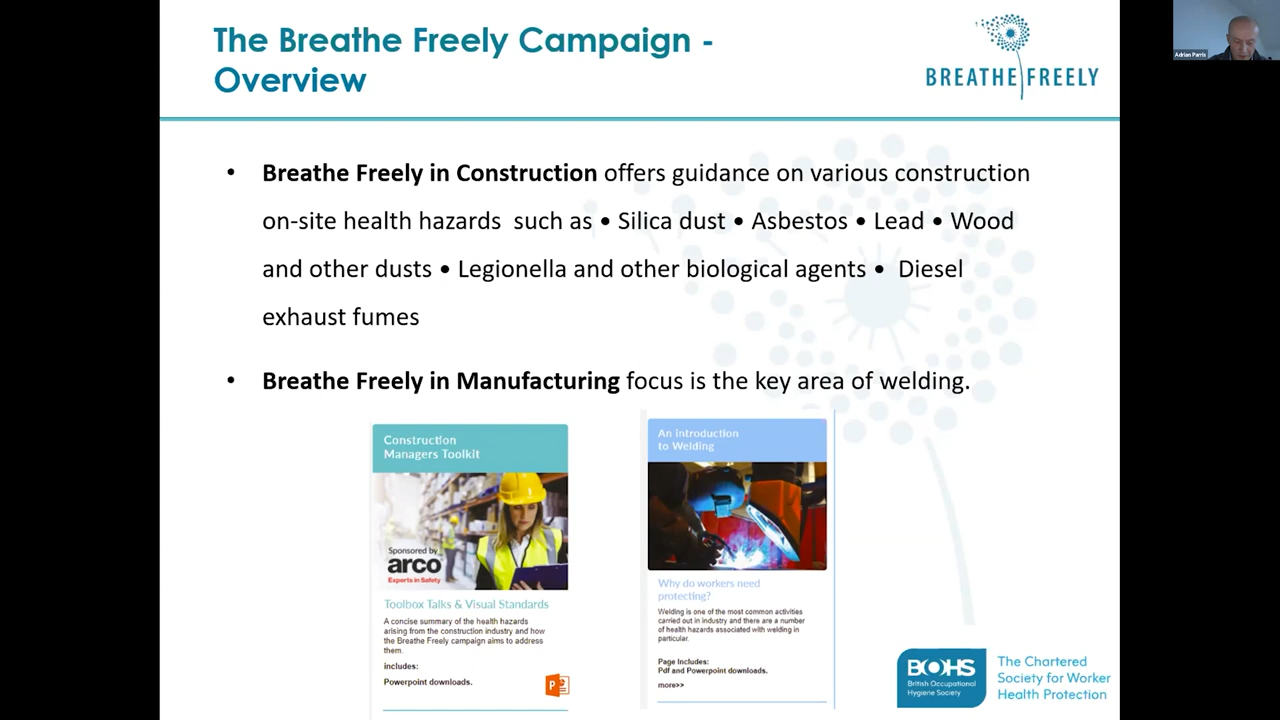 The Breathe Freely Campaign -
Overview
BREATHE FREELY
Adrian Parris
• Breathe Freely in Construction offers guidance on various construction
on-site health hazards such as • Silica dust • Asbestos • Lead • Wood
and other dusts • Legionella and other biological agents • Diesel
exhaust fumes
• Breathe Freely in Manufacturing focus is the key area of welding.
Construction
Managers Toolkit
Sponsored by
arco
Experts in Safety
Toolbox Talks & Visual Standards
A concise summary of the health hazards
arising from the construction industry and how
the Breathe Freely campaign aims to address
them.
includes:
Powerpoint downloads.
P
An introduction
to Welding
Why do workers need
protecting?
Welding is one of the most common activities
carried out in industry and there are a number
of health hazards associated with welding in
particular.
Page Includes:
Pdf and Powerpoint downloads.
more>>
BOHS
British Occupational
Hygiene Society
The Chartered
Society for Worker
Health Protection